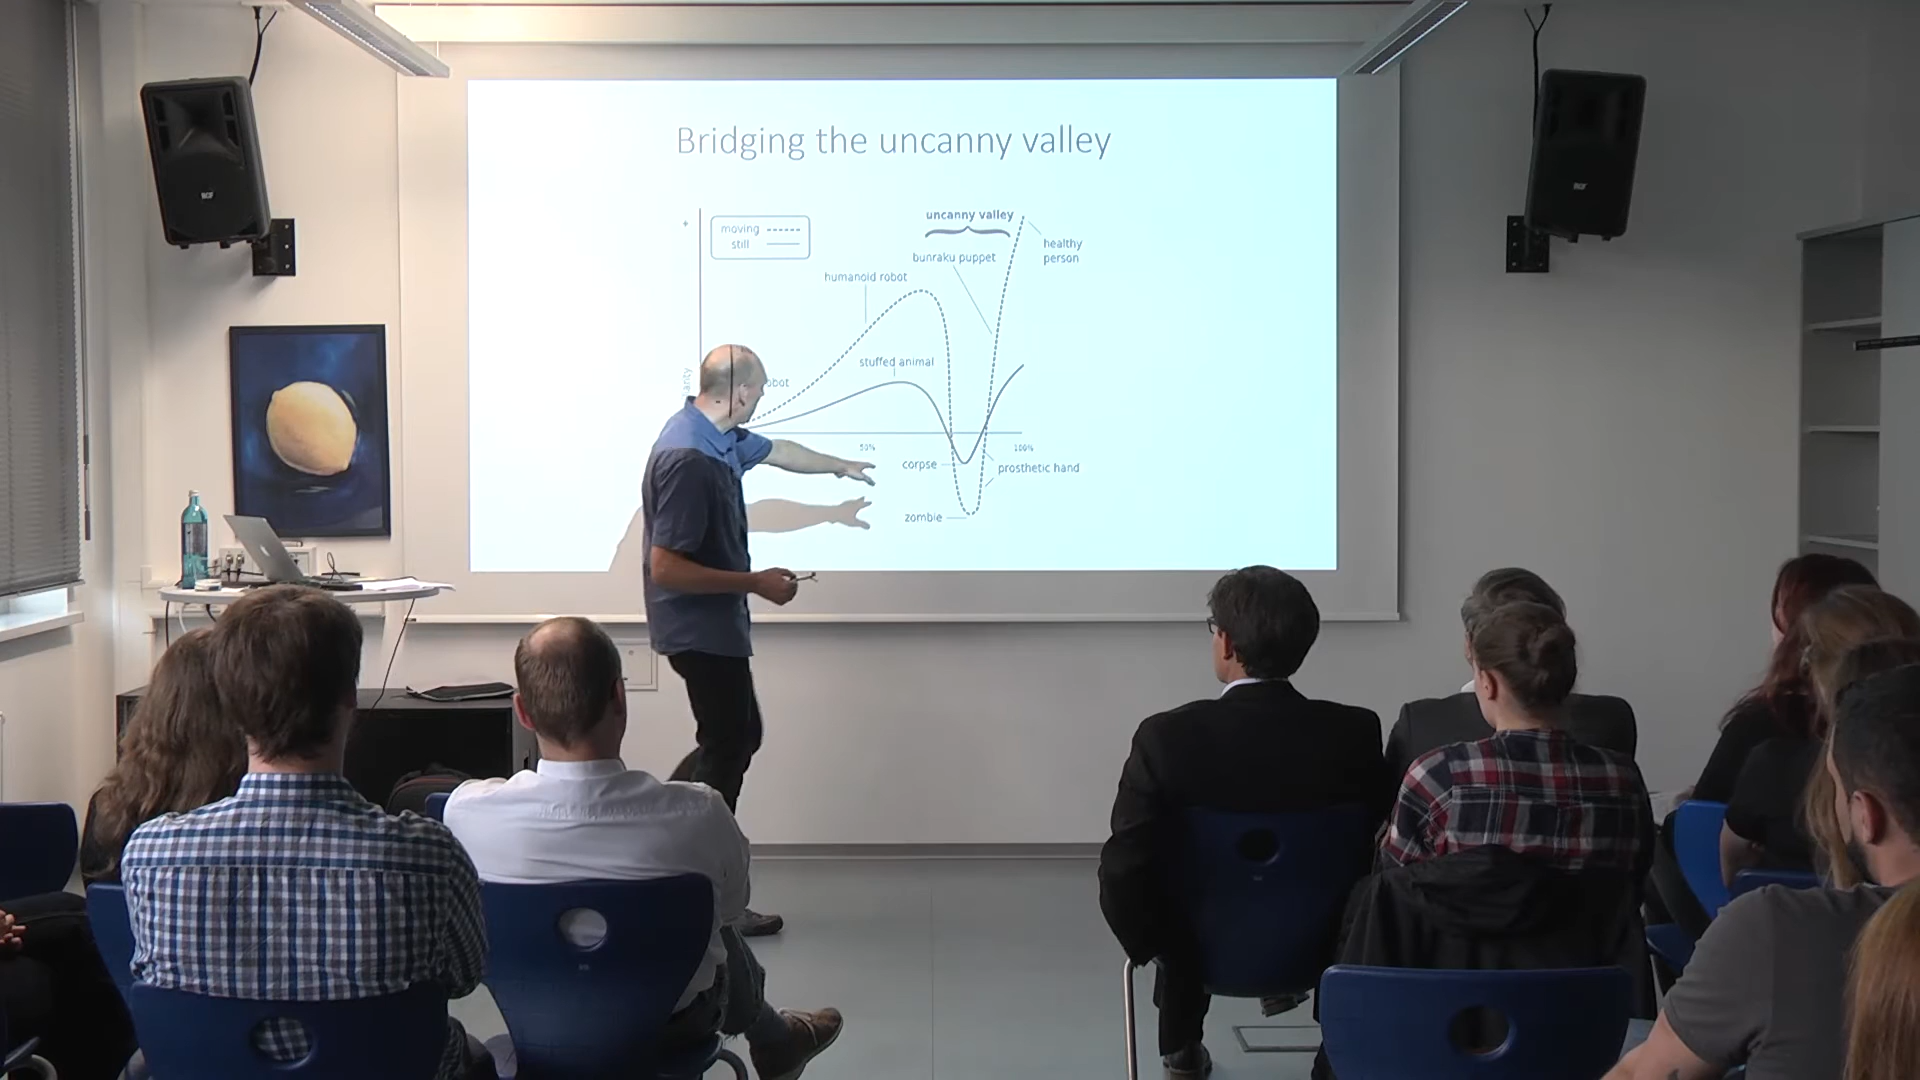 Bridging the uncanny valley
+
moving
still
uncanny valley
healthy
person
bunraku puppet
humanoid robot
stuffed animal
50%
100%
corpse
prosthetic hand
zombie